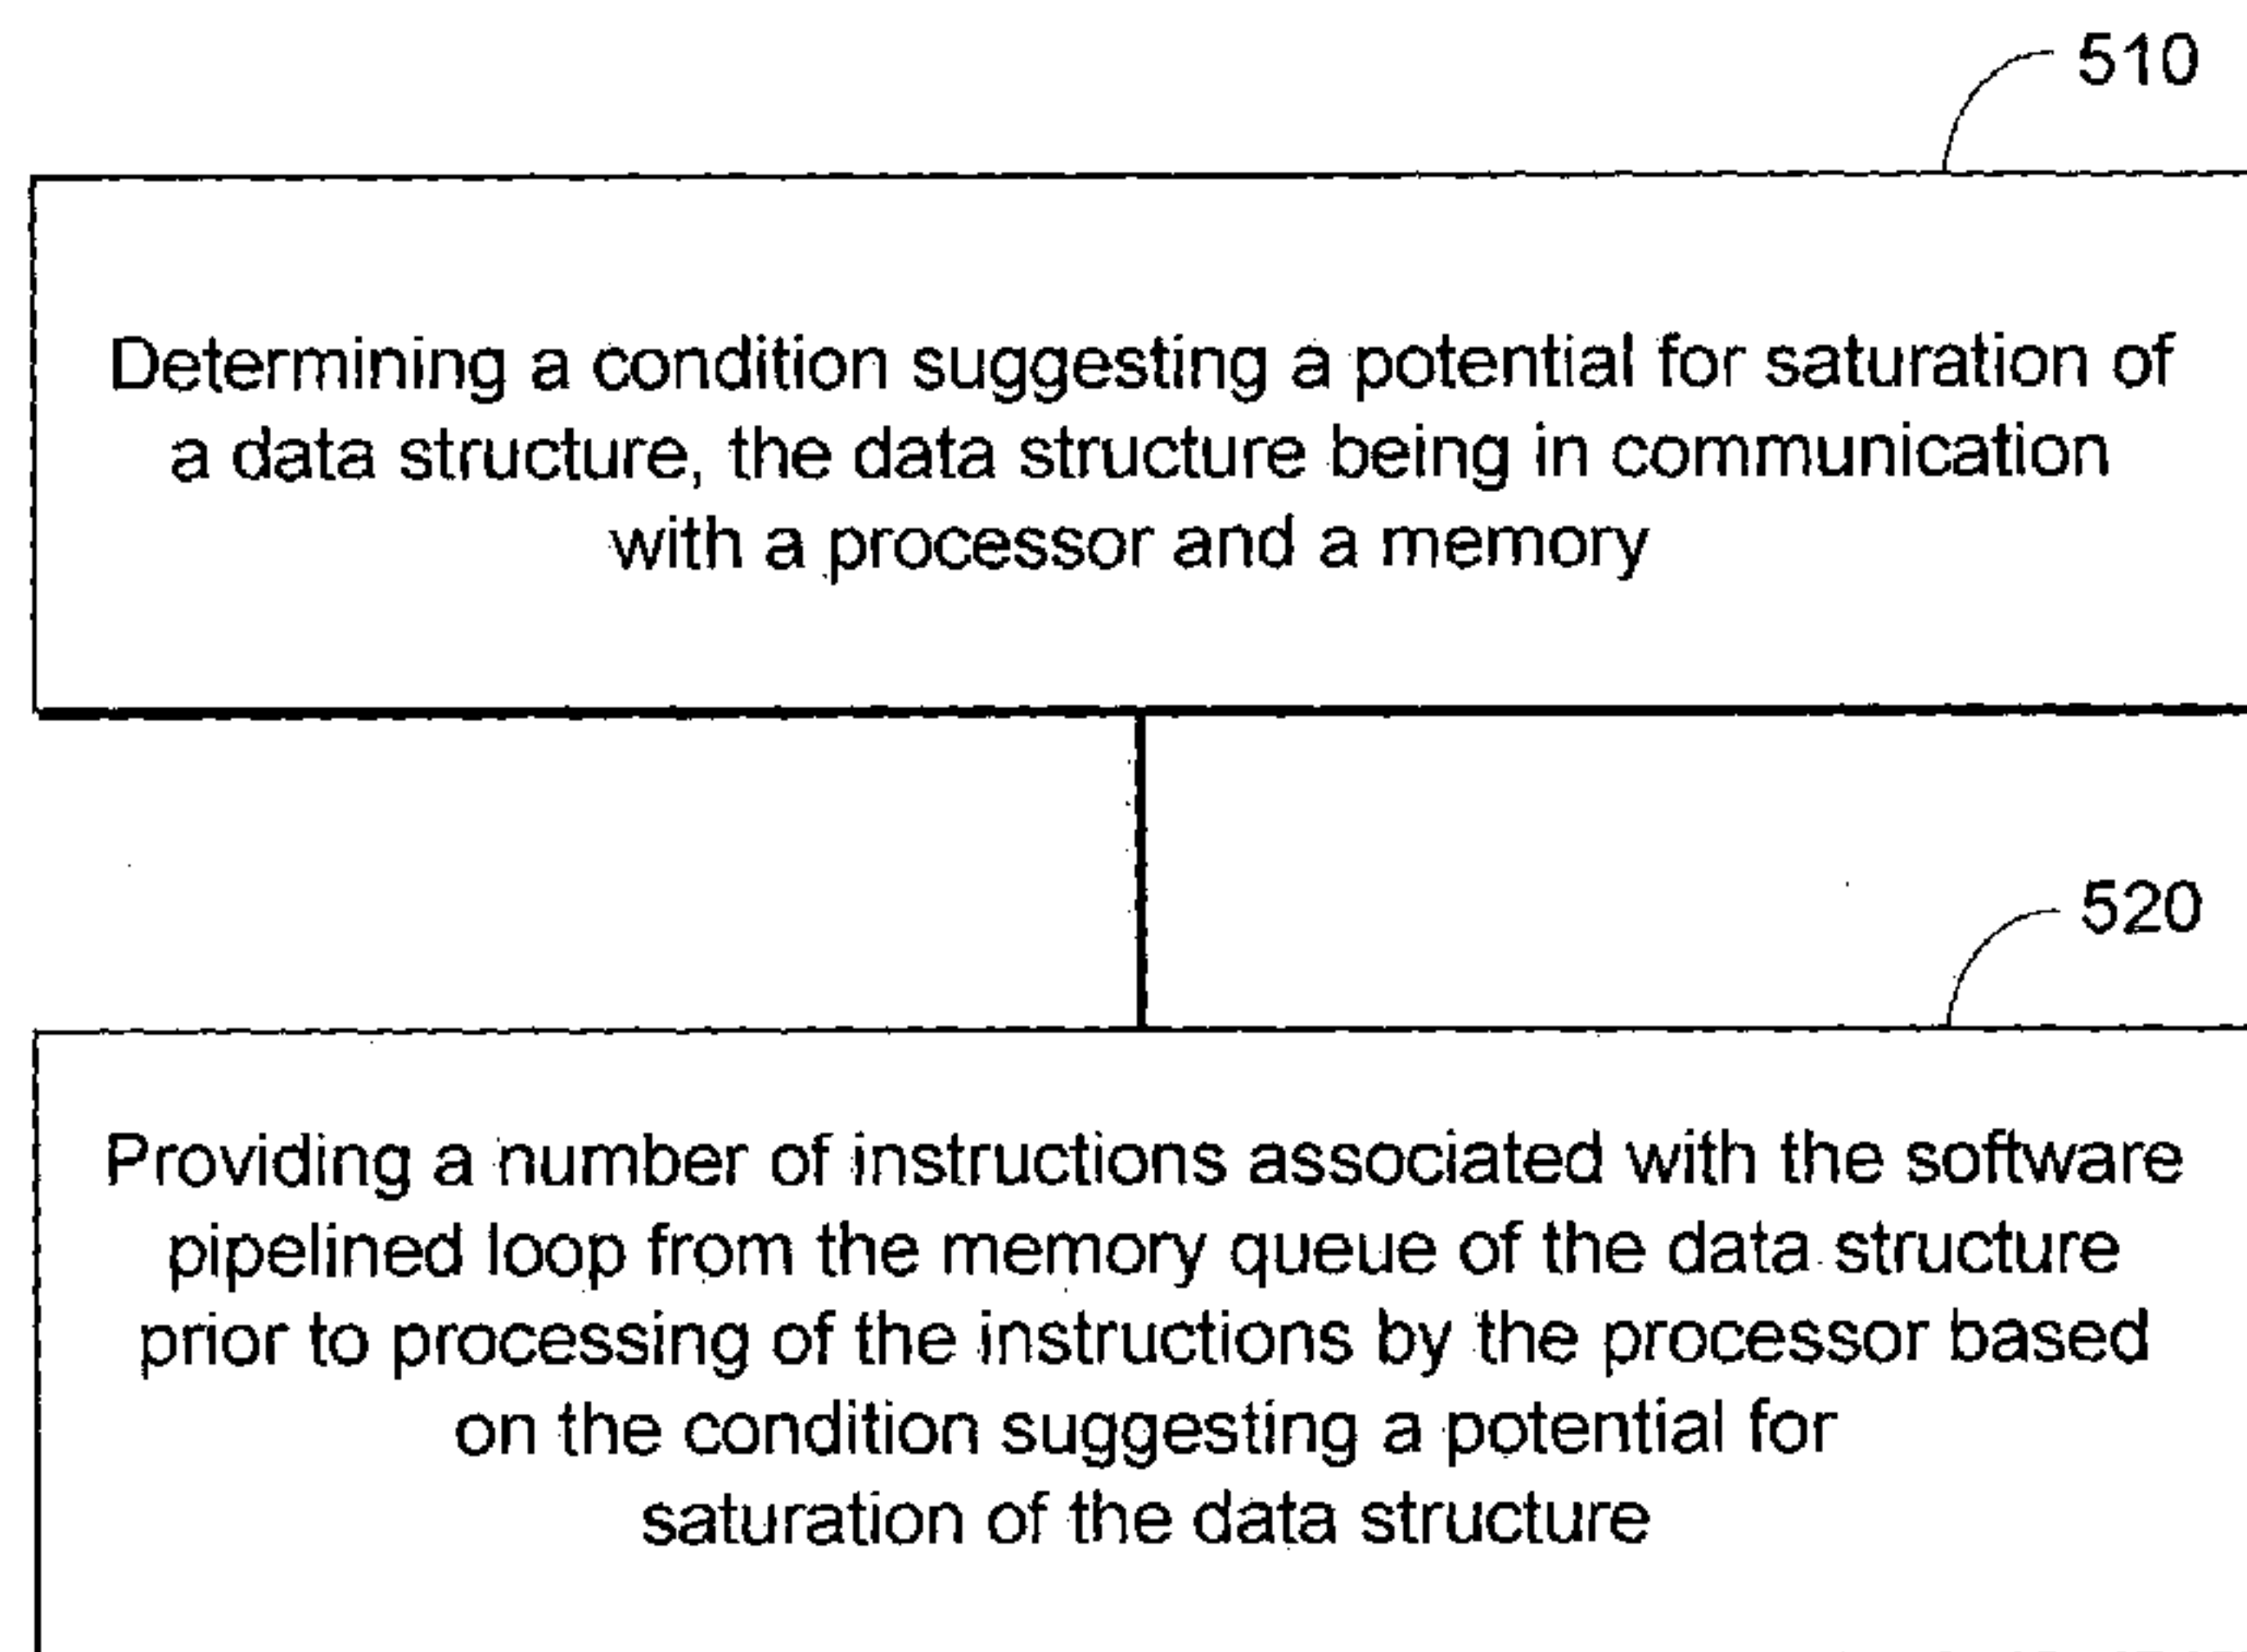 510
Determining a condition suggesting a potential for saturation of
a data structure, the data structure being in communication
with a processor and a memory
520
Providing a number of instructions associated with the software
pipelined loop from the memory queue of the data structure
prior to processing of the instructions by the processor based
on the condition suggesting a potential for
saturation of the data structure